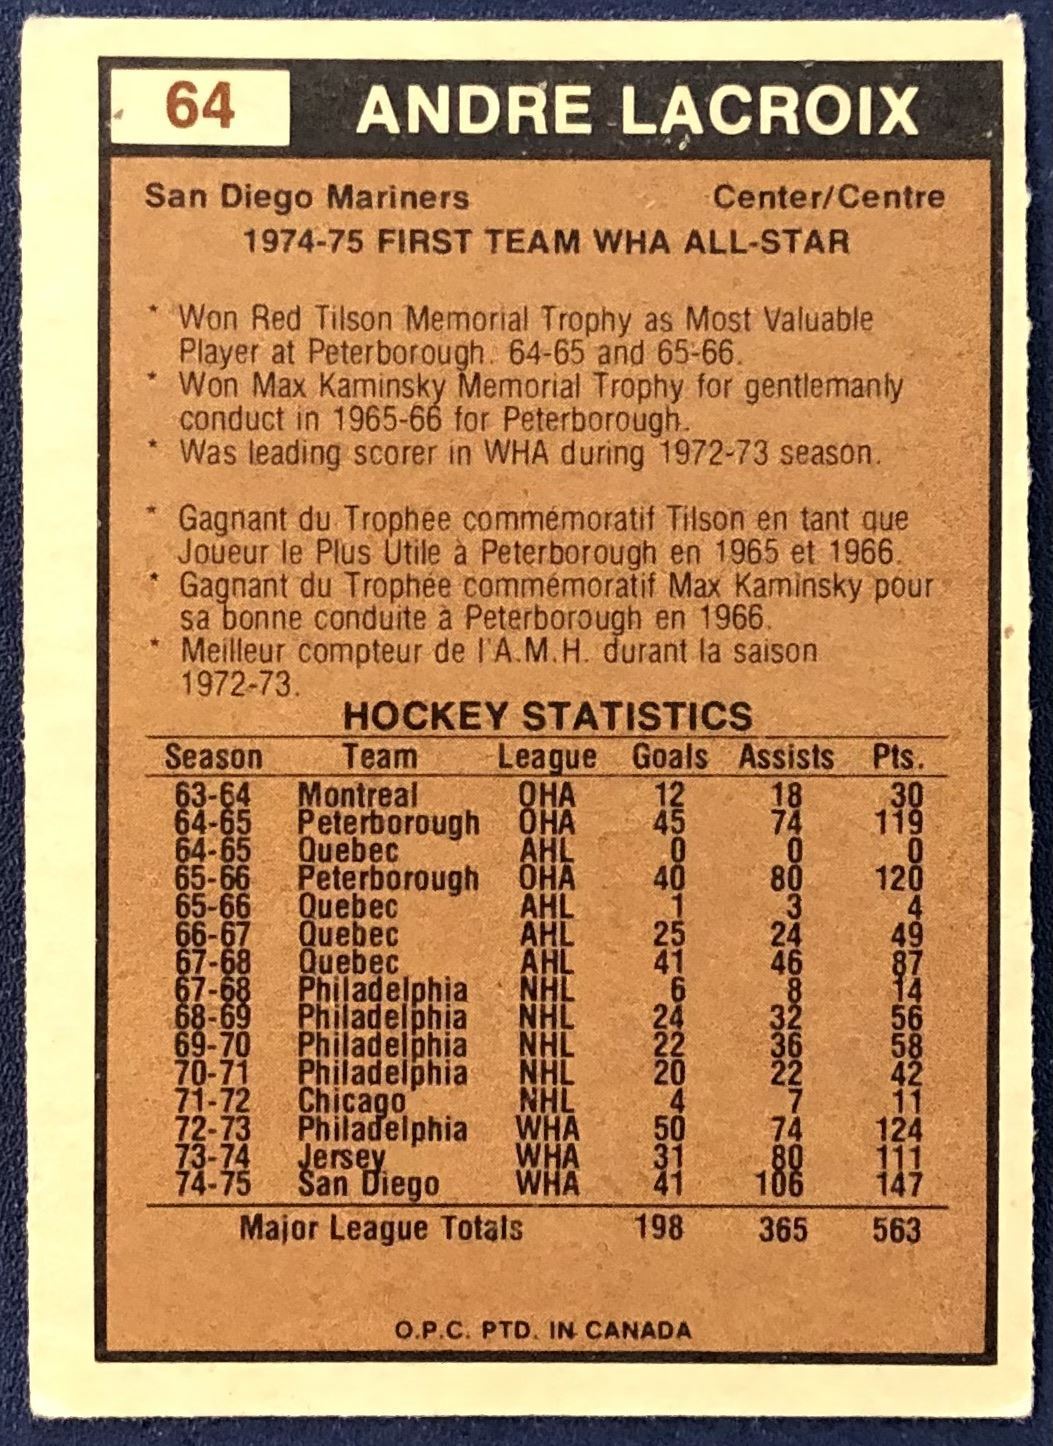 64 ANDRE LACROIX
San Diego Mariners Center/Centre
1974-75 FIRST TEAM WHA ALL-STAR
* Won Red Tilson Memorial Trophy as Most Valuable
Player at Peterborough. 64-65 and 65-66.
* Won Max Kaminsky Memorial Trophy for gentlemanly
conduct in 1965-66 for Peterborough.
* Was leading scorer in WHA during 1972-73 season.
* Gagnant du Trophée commémoratif Tilson en tant que
Joueur le Plus Utile à Peterborough en 1965 et 1966.
* Gagnant du Trophée commémoratif Max Kaminsky pour
sa bonne conduite à Peterborough en 1966.
* Meilleur compteur de l'A.M.H. durant la saison
1972-73.
HOCKEY STATISTICS
Season Team League Goals Assists Pts.
63-64 Montreal OHA 12 18 30
64-65 Peterborough OHA 45 74 119
64-65 Quebec AHL 0 0 0
65-66 Peterborough OHA 40 80 120
65-66 Quebec AHL 1 3 4
66-67 Quebec AHL 25 24 49
67-68 Quebec AHL 41 46 87
67-68 Philadelphia NHL 6 8 14
68-69 Philadelphia NHL 24 32 56
69-70 Philadelphia NHL 22 36 58
70-71 Philadelphia NHL 20 22 42
71-72 Chicago NHL 4 7 11
72-73 Philadelphia WHA 50 74 124
73-74 Jersey WHA 31 80 111
74-75 San Diego WHA 41 106 147
Major League Totals 198 365 563
O.P.C. PTD. IN CANADA